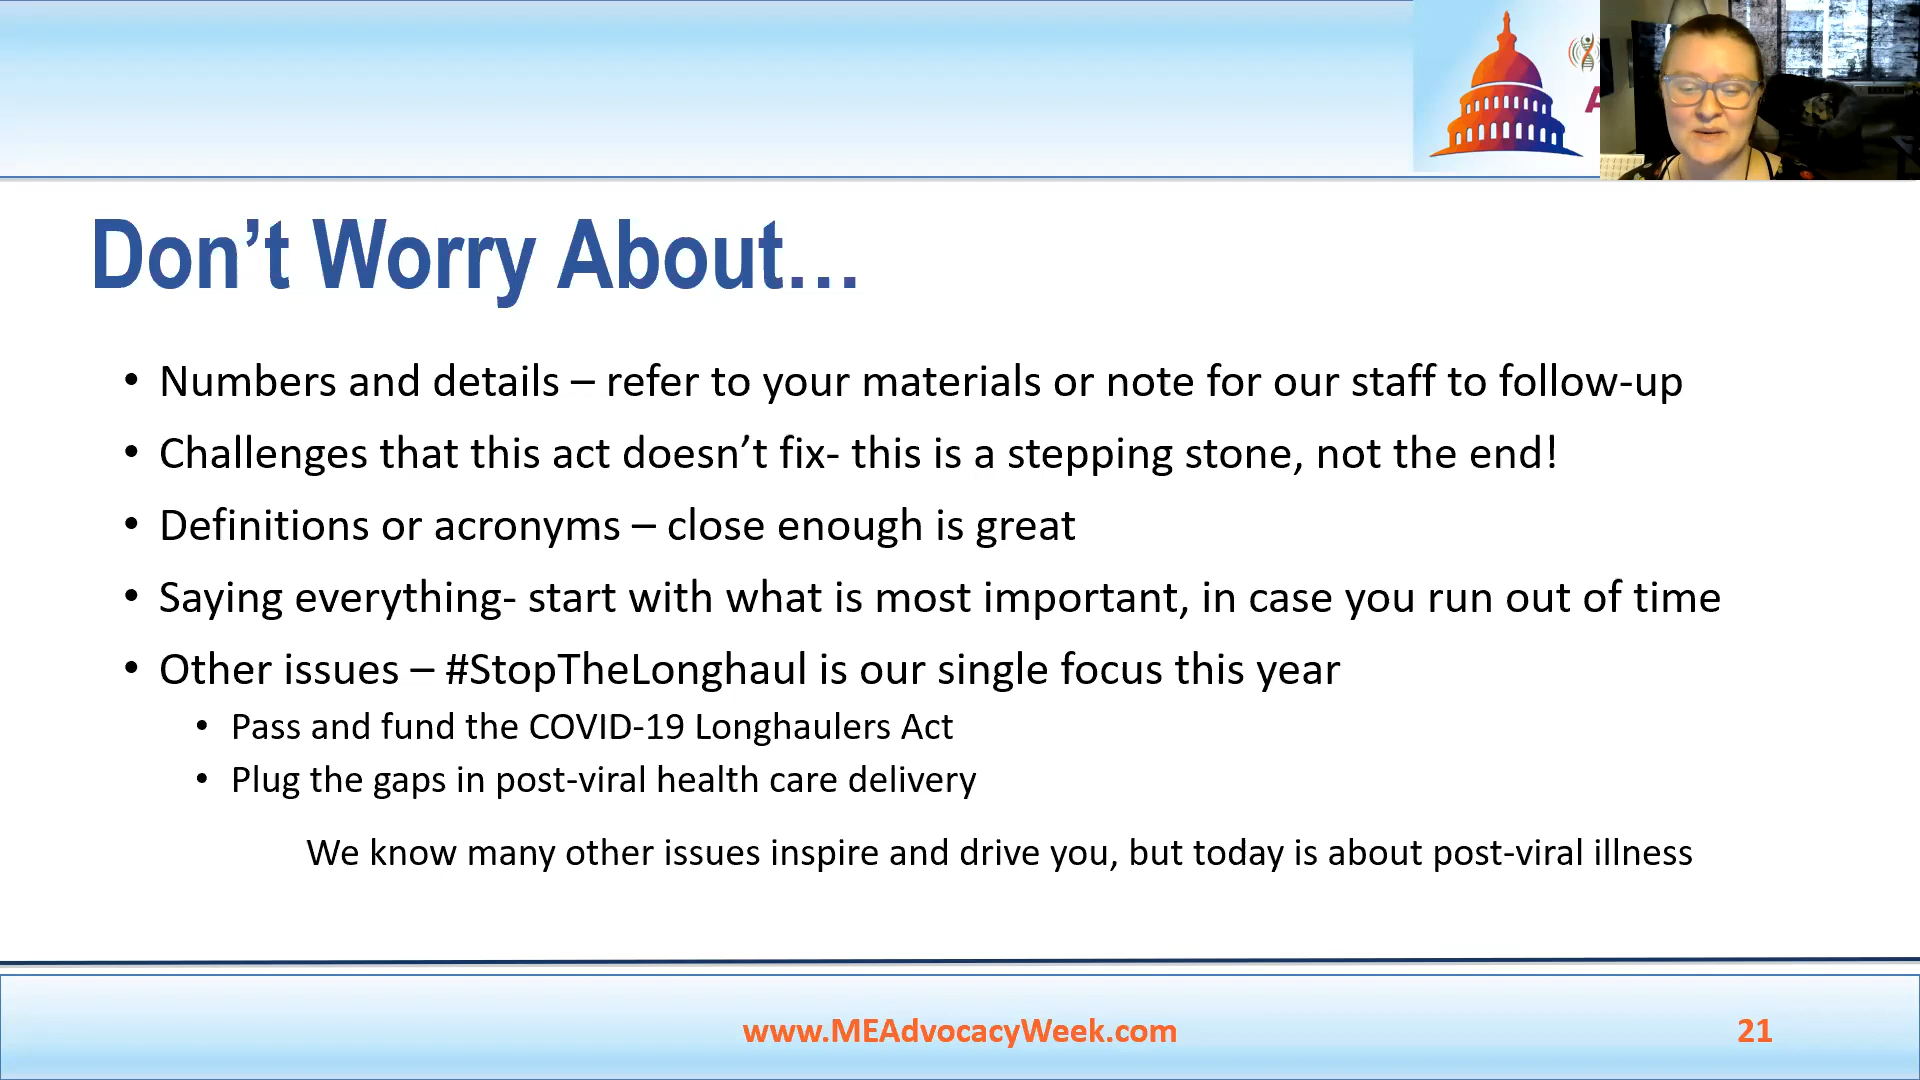 Don’t Worry About…
• Numbers and details – refer to your materials or note for our staff to follow-up
• Challenges that this act doesn’t fix- this is a stepping stone, not the end!
• Definitions or acronyms – close enough is great
• Saying everything- start with what is most important, in case you run out of time
• Other issues – #StopTheLonghaul is our single focus this year
• Pass and fund the COVID-19 Longhaulers Act
• Plug the gaps in post-viral health care delivery
We know many other issues inspire and drive you, but today is about post-viral illness
www.MEAdvocacyWeek.com
21